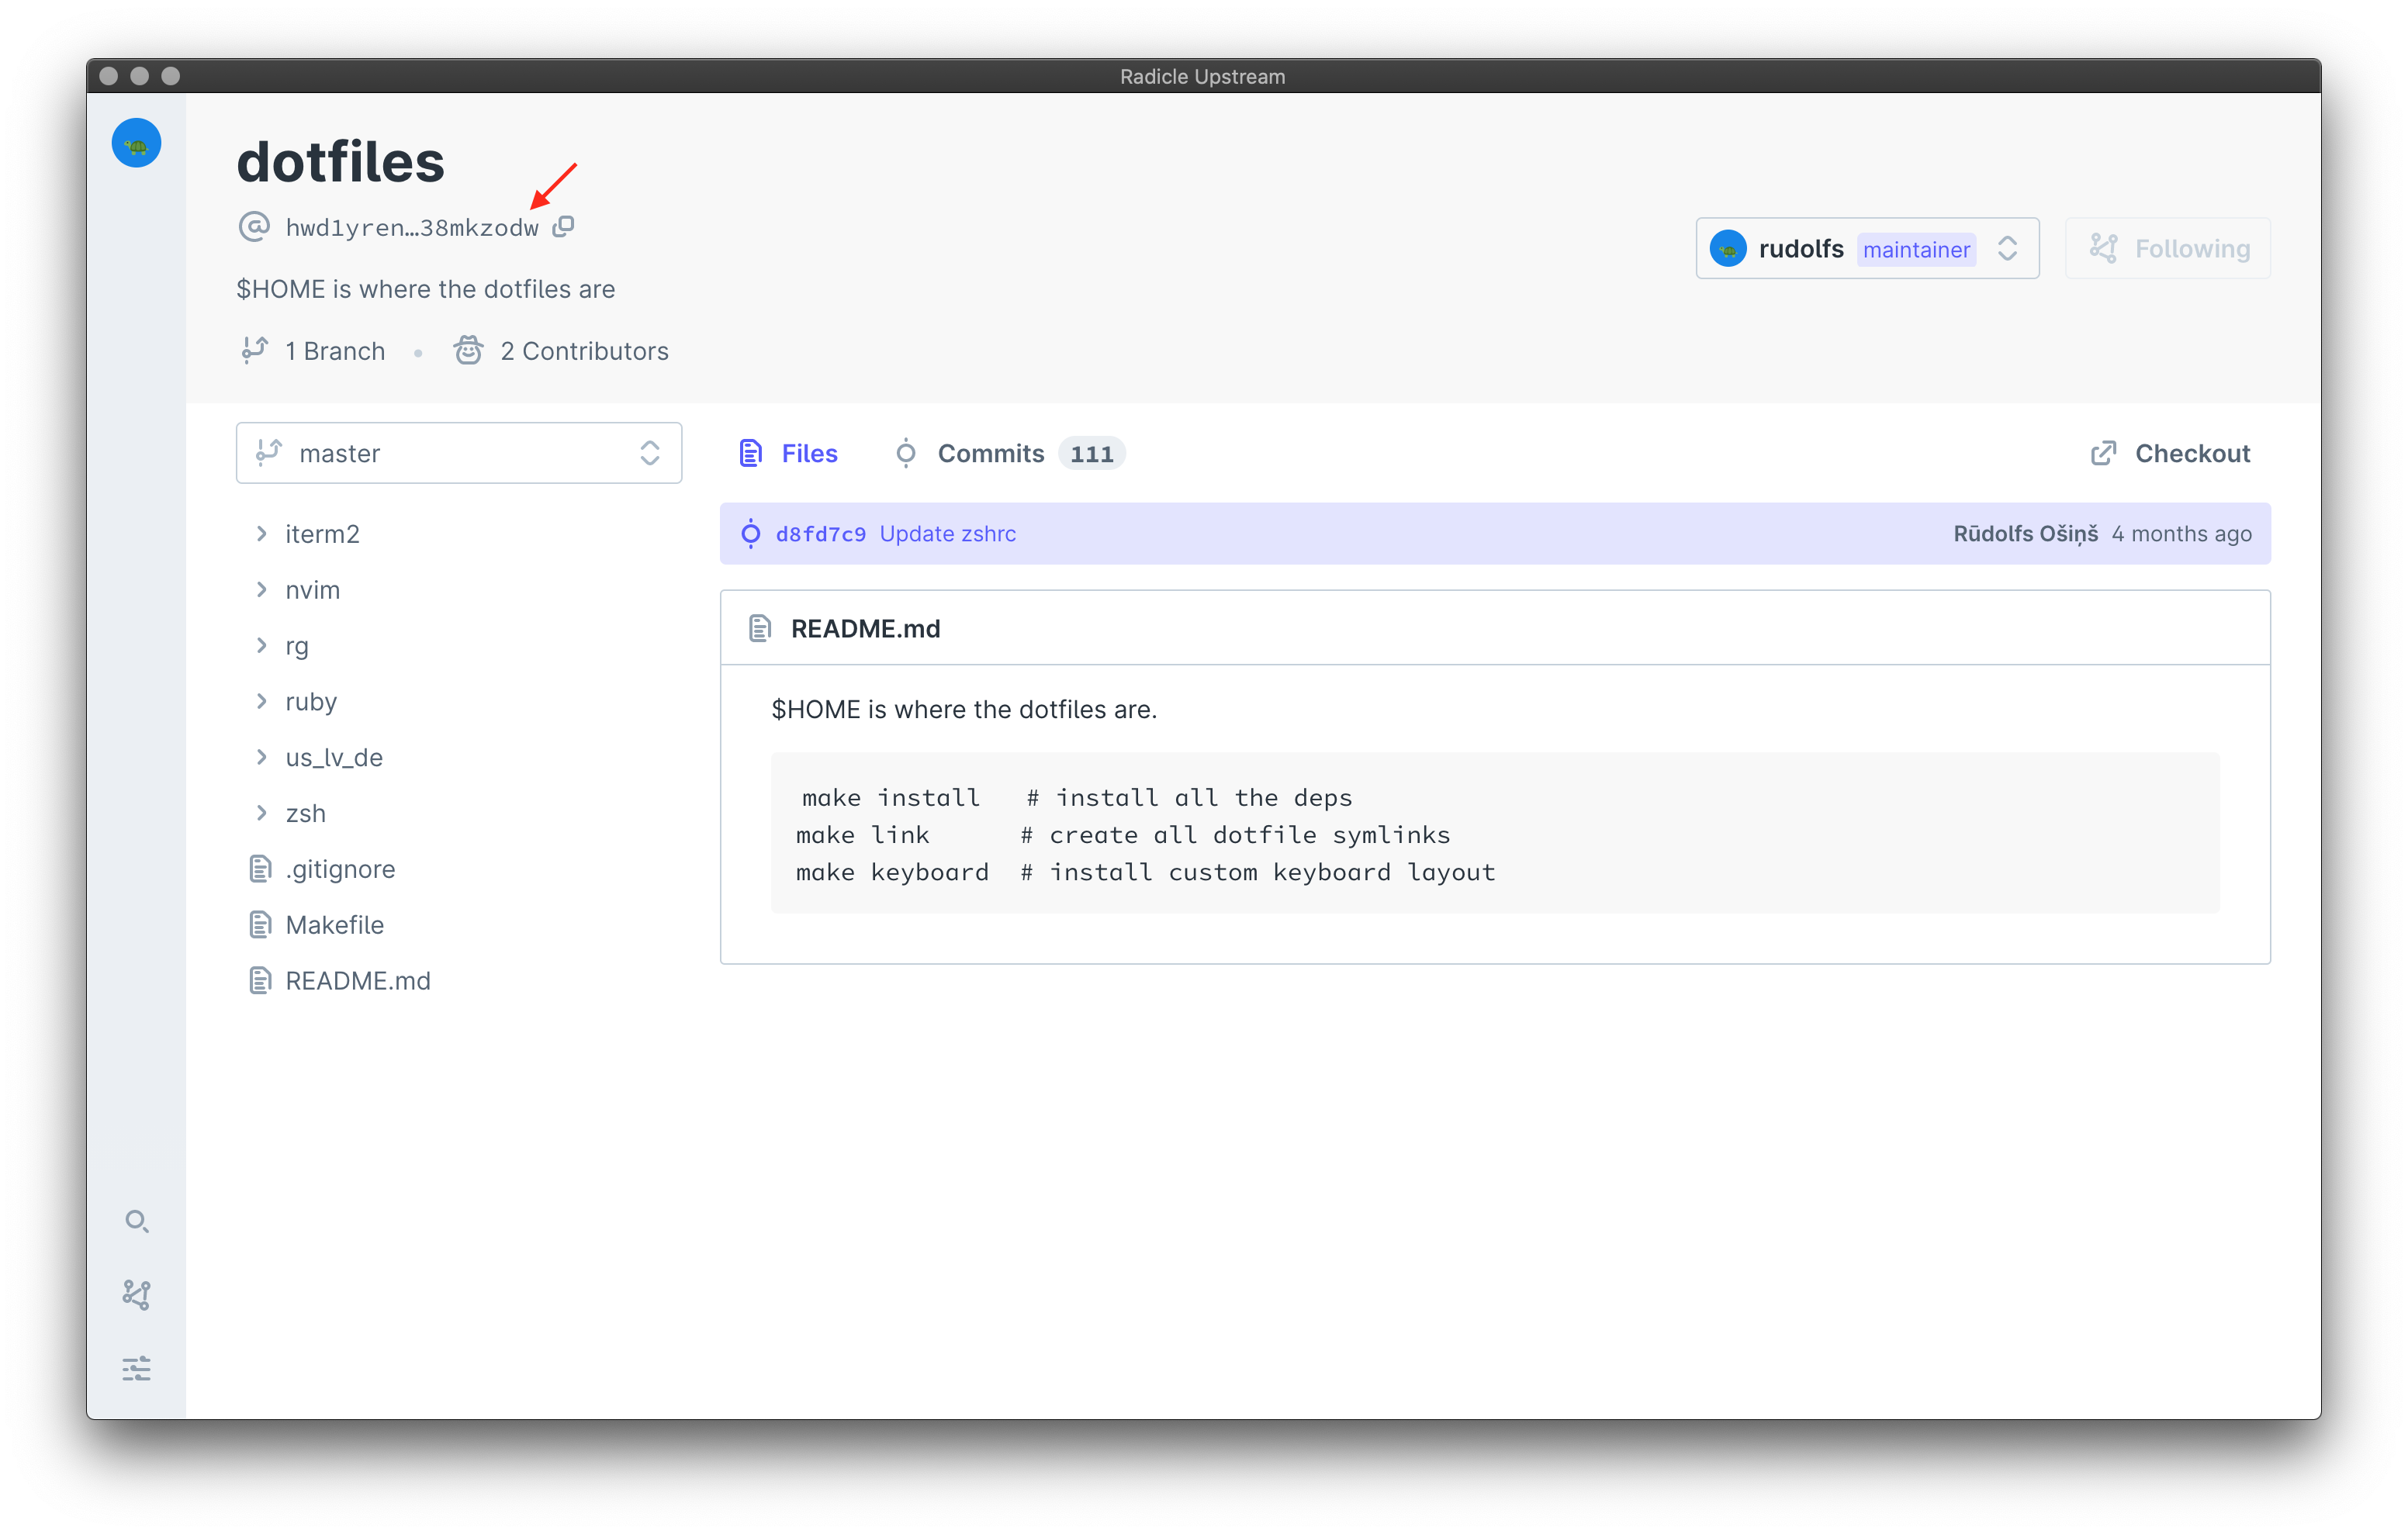 Radicle Upstream
dotfiles
hwd1yren…38mkzodw
$HOME is where the dotfiles are
1 Branch • 2 Contributors
rudolfs maintainer
Following
master
Files
Commits 111
Checkout
d8fd7c9 Update zshrc
Rūdolfs Ošiņš 4 months ago
iterm2
nvim
rg
ruby
us_lv_de
zsh
.gitignore
Makefile
README.md
README.md
$HOME is where the dotfiles are.
make install # install all the deps
make link # create all dotfile symlinks
make keyboard # install custom keyboard layout